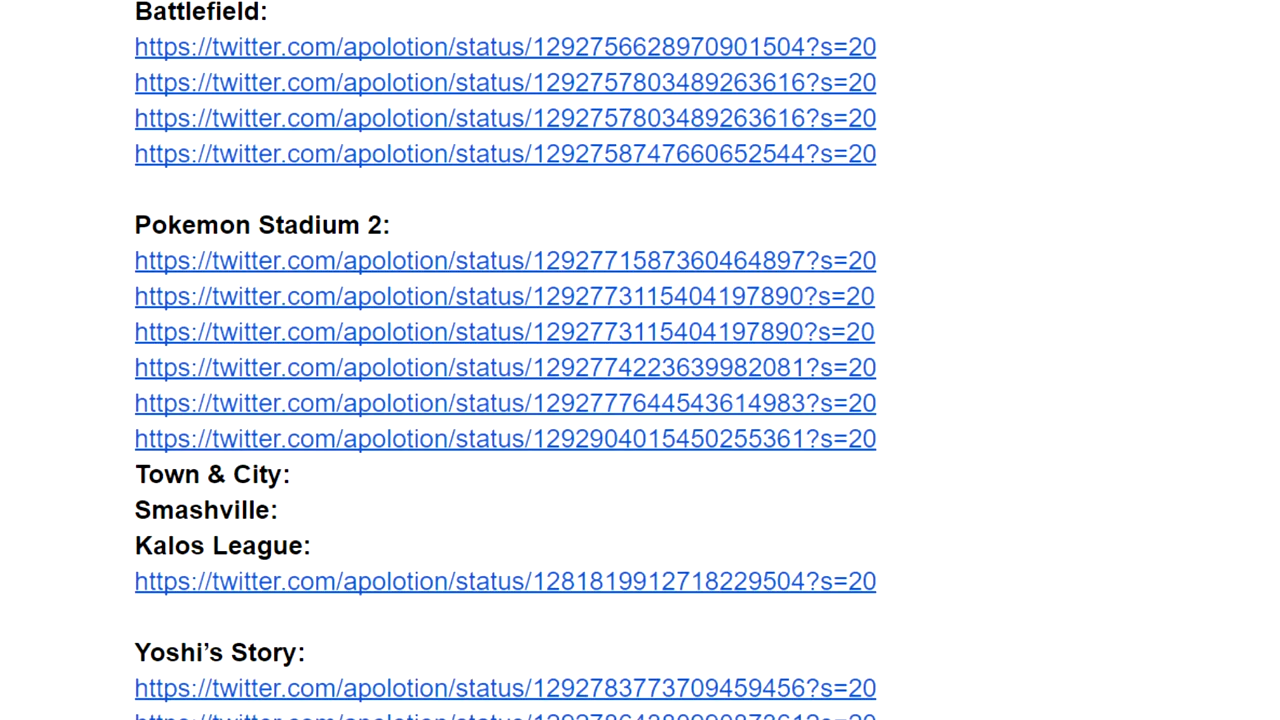 Battlefield:
https://twitter.com/apolotion/status/1292756628970901504?s=20
https://twitter.com/apolotion/status/1292757803489263616?s=20
https://twitter.com/apolotion/status/1292757803489263616?s=20
https://twitter.com/apolotion/status/1292758747660652544?s=20
Pokemon Stadium 2:
https://twitter.com/apolotion/status/1292771587360464897?s=20
https://twitter.com/apolotion/status/1292773115404197890?s=20
https://twitter.com/apolotion/status/1292773115404197890?s=20
https://twitter.com/apolotion/status/1292774223639982081?s=20
https://twitter.com/apolotion/status/1292777644543614983?s=20
https://twitter.com/apolotion/status/1292904015450255361?s=20
Town & City:
Smashville:
Kalos League:
https://twitter.com/apolotion/status/1281819912718229504?s=20
Yoshi’s Story:
https://twitter.com/apolotion/status/1292783773709459456?s=20